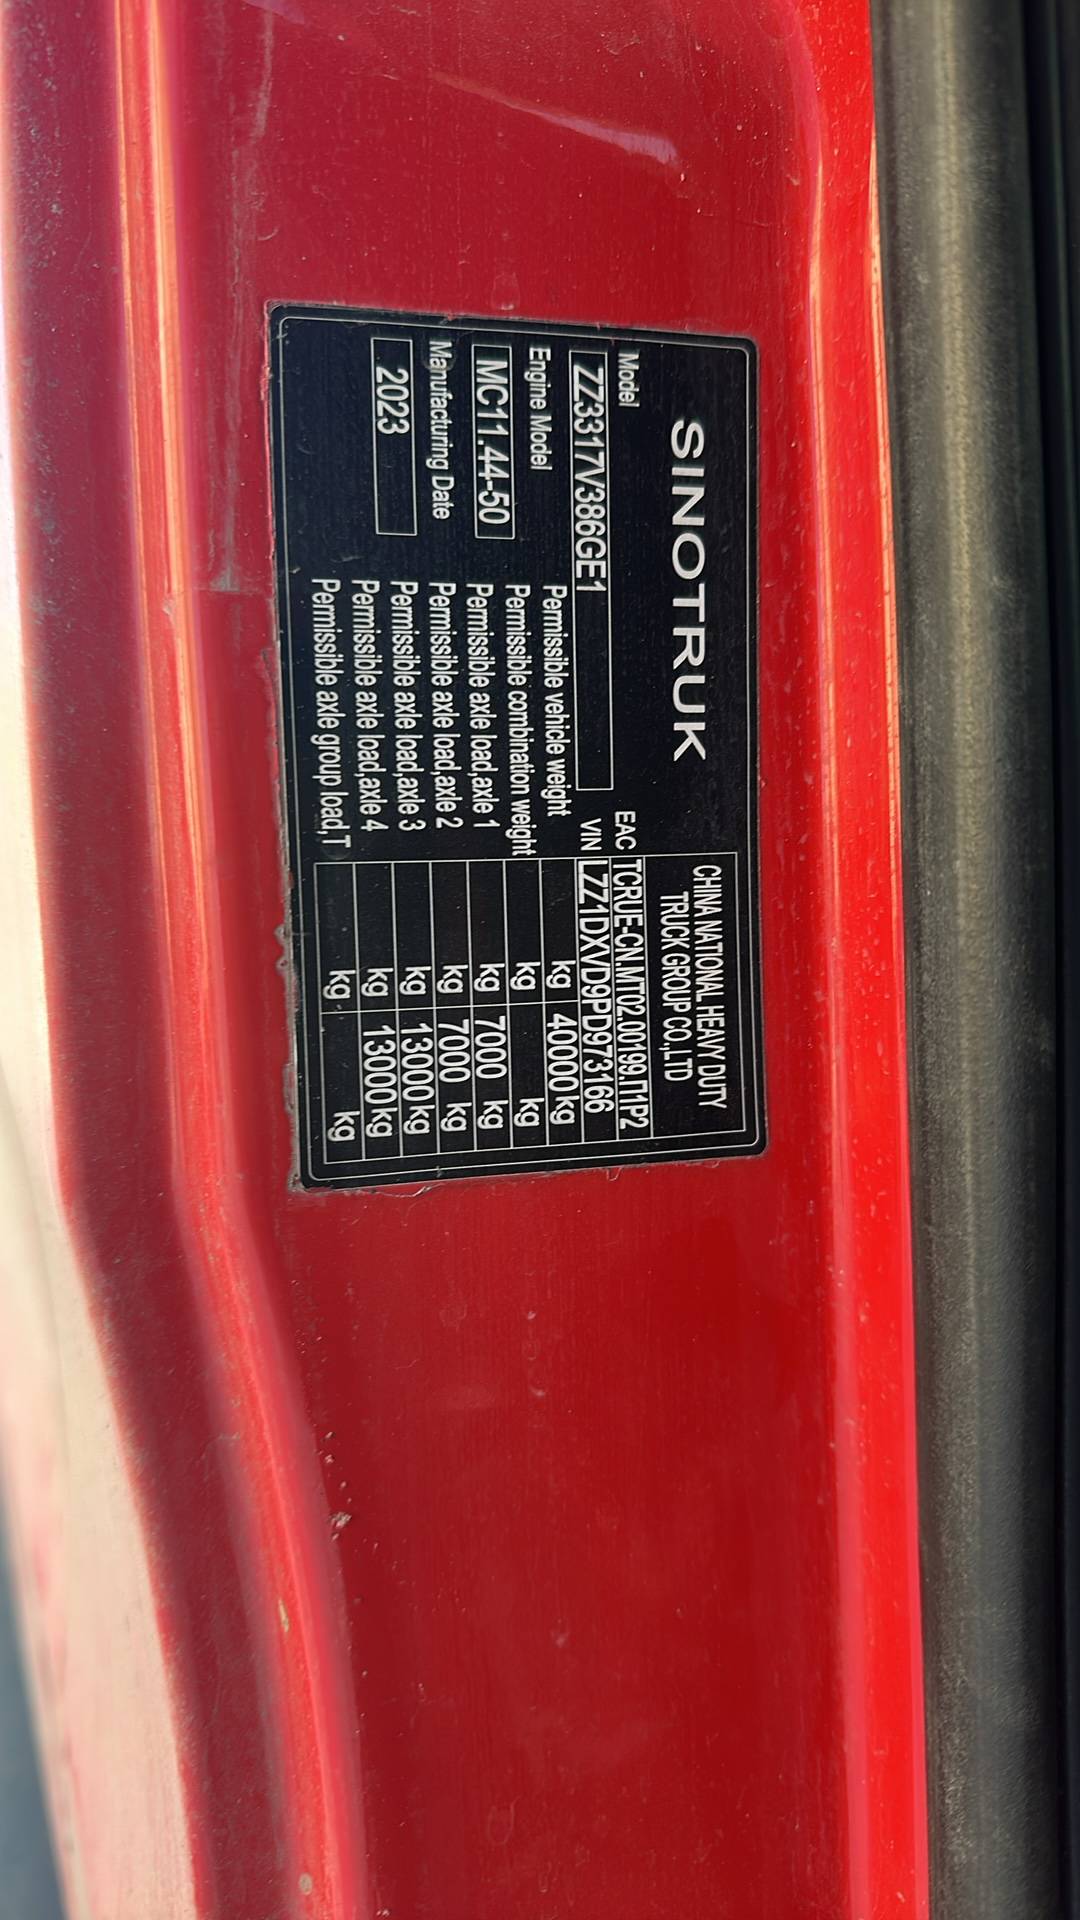 SINOTRUK
CHINA NATIONAL HEAVY DUTY
TRUCK GROUP CO.,LTD
Model
ZZ3317V386GE1
EAC TCRUE-CN.MT02.00199.П1P2
VIN LZZ1DXVD9PD973166
Engine Model
MC11.44-50
Manufacturing Date
2023
Permissible vehicle weight kg 40000kg
Permissible combination weight kg kg
Permissible axle load,axle 1 kg 7000 kg
Permissible axle load,axle 2 kg 7000 kg
Permissible axle load,axle 3 kg 13000kg
Permissible axle load,axle 4 kg 13000kg
Permissible axle group load,T kg kg